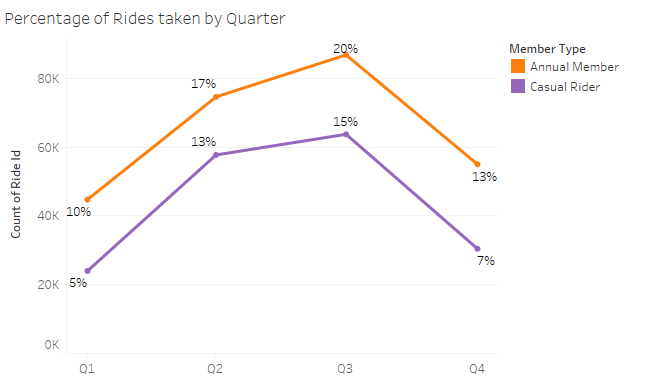 Percentage of Rides taken by Quarter
Member Type
Annual Member
Casual Rider
Count of Ride Id
80K
60K
40K
20K
0K
20%
17%
15%
13%
13%
10%
7%
5%
Q1
Q2
Q3
Q4